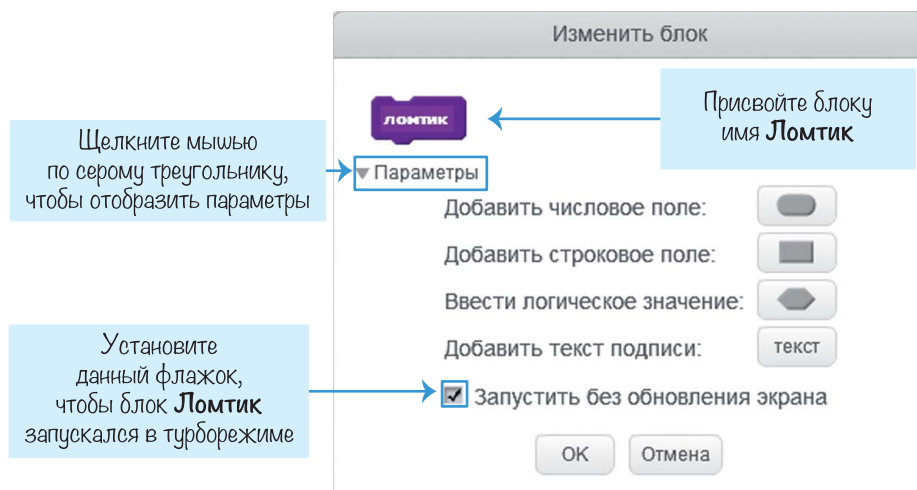 Изменить блок
ломтик
Присвойте блоку
имя Ломтик
Щелкните мышью
по серому треугольнику,
чтобы отобразить параметры
Параметры
Добавить числовое поле:
Добавить строковое поле:
Ввести логическое значение:
Добавить текст подписи:
текст
Установите
данный флажок,
чтобы блок Ломтик
запускался в турборежиме
Запустить без обновления экрана
OK
Отмена